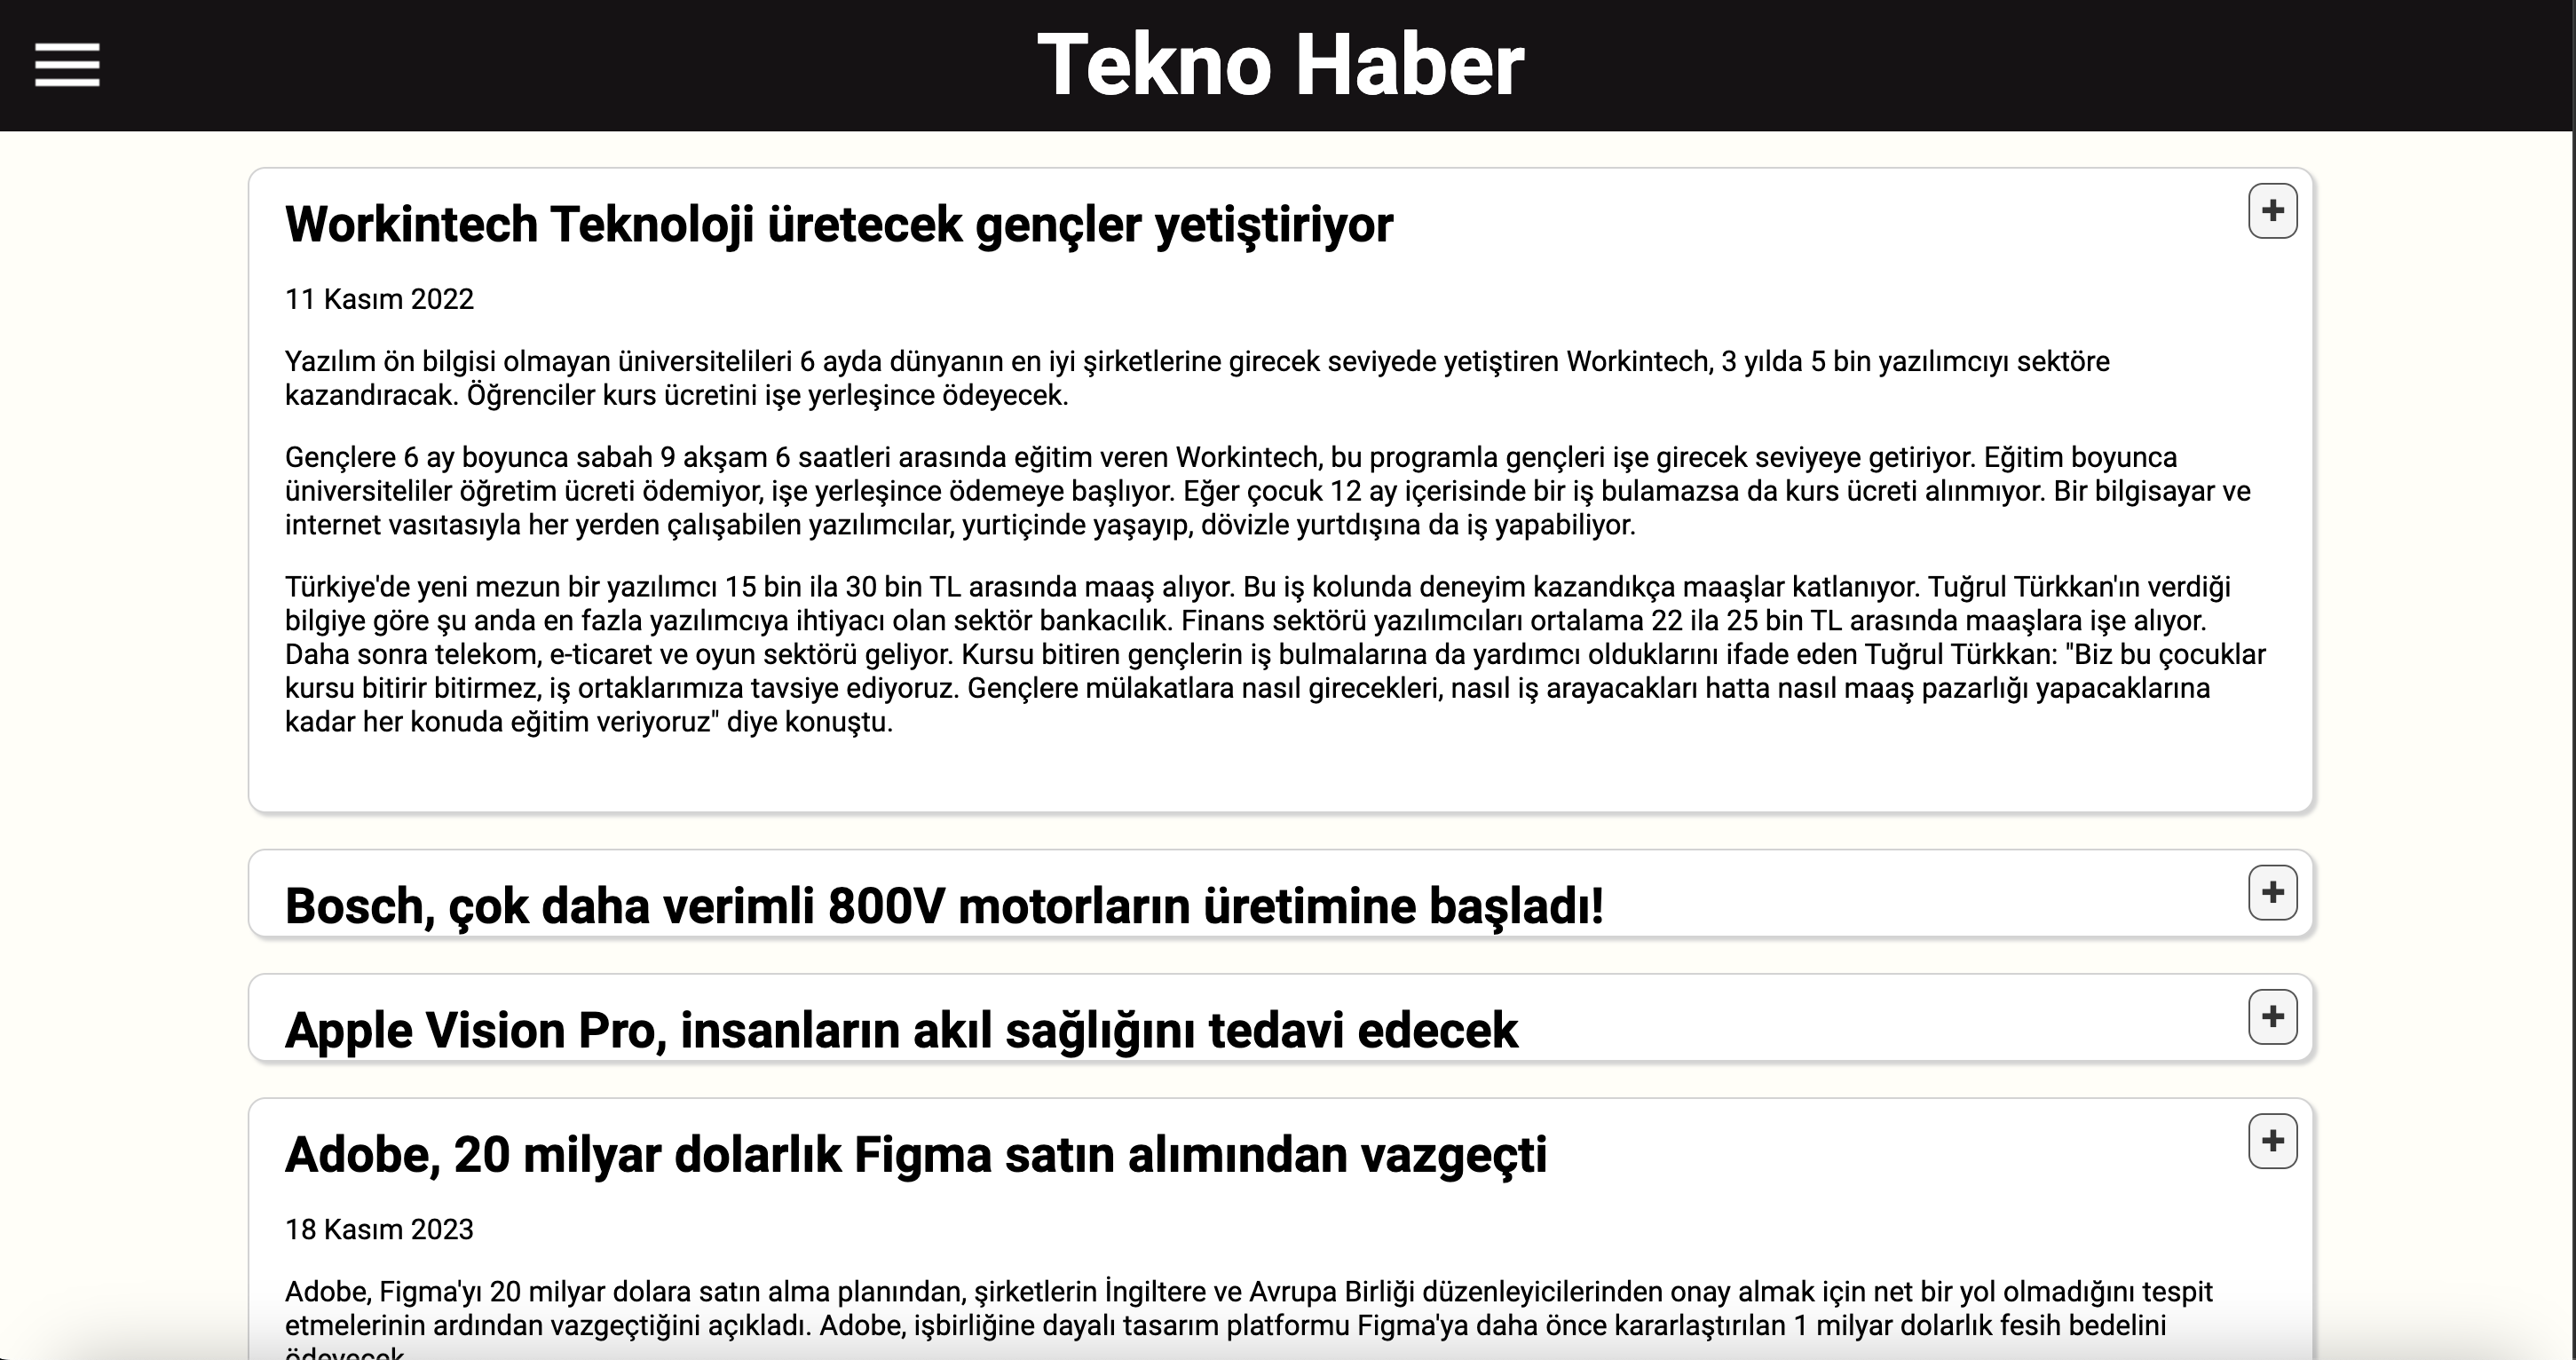 Tekno Haber
Workintech Teknoloji üretecek gençler yetiştiriyor
+
11 Kasım 2022
Yazılım ön bilgisi olmayan üniversitelileri 6 ayda dünyanın en iyi şirketlerine girecek seviyede yetiştiren Workintech, 3 yılda 5 bin yazılımcıyı sektöre
kazandıracak. Öğrenciler kurs ücretini işe yerleşince ödeyecek.
Gençlere 6 ay boyunca sabah 9 akşam 6 saatleri arasında eğitim veren Workintech, bu programla gençleri işe girecek seviyeye getiriyor. Eğitim boyunca
üniversiteliler öğretim ücreti ödemiyor, işe yerleşince ödemeye başlıyor. Eğer çocuk 12 ay içerisinde bir iş bulamazsa da kurs ücreti alınmıyor. Bir bilgisayar ve
internet vasıtasıyla her yerden çalışabilen yazılımcılar, yurtiçinde yaşayıp, dövizle yurtdışına da iş yapabiliyor.
Türkiye'de yeni mezun bir yazılımcı 15 bin ila 30 bin TL arasında maaş alıyor. Bu iş kolunda deneyim kazandıkça maaşlar katlanıyor. Tuğrul Türkkan'ın verdiği
bilgiye göre şu anda en fazla yazılımcıya ihtiyacı olan sektör bankacılık. Finans sektörü yazılımcıları ortalama 22 ila 25 bin TL arasında maaşlara işe alıyor.
Daha sonra telekom, e-ticaret ve oyun sektörü geliyor. Kursu bitiren gençlerin iş bulmalarına da yardımcı olduklarını ifade eden Tuğrul Türkkan: "Biz bu çocuklar
kursu bitirir bitirmez, iş ortaklarımıza tavsiye ediyoruz. Gençlere mülakatlara nasıl girecekleri, nasıl iş arayacakları hatta nasıl maaş pazarlığı yapacaklarına
kadar her konuda eğitim veriyoruz" diye konuştu.
Bosch, çok daha verimli 800V motorların üretimine başladı!
+
Apple Vision Pro, insanların akıl sağlığını tedavi edecek
+
Adobe, 20 milyar dolarlık Figma satın alımından vazgeçti
+
18 Kasım 2023
Adobe, Figma'yı 20 milyar dolara satın alma planından, şirketlerin İngiltere ve Avrupa Birliği düzenleyicilerinden onay almak için net bir yol olmadığını tespit
etmelerinin ardından vazgeçtiğini açıkladı. Adobe, işbirliğine dayalı tasarım platformu Figma'ya daha önce kararlaştırılan 1 milyar dolarlık fesih bedelini
ödeyecek.